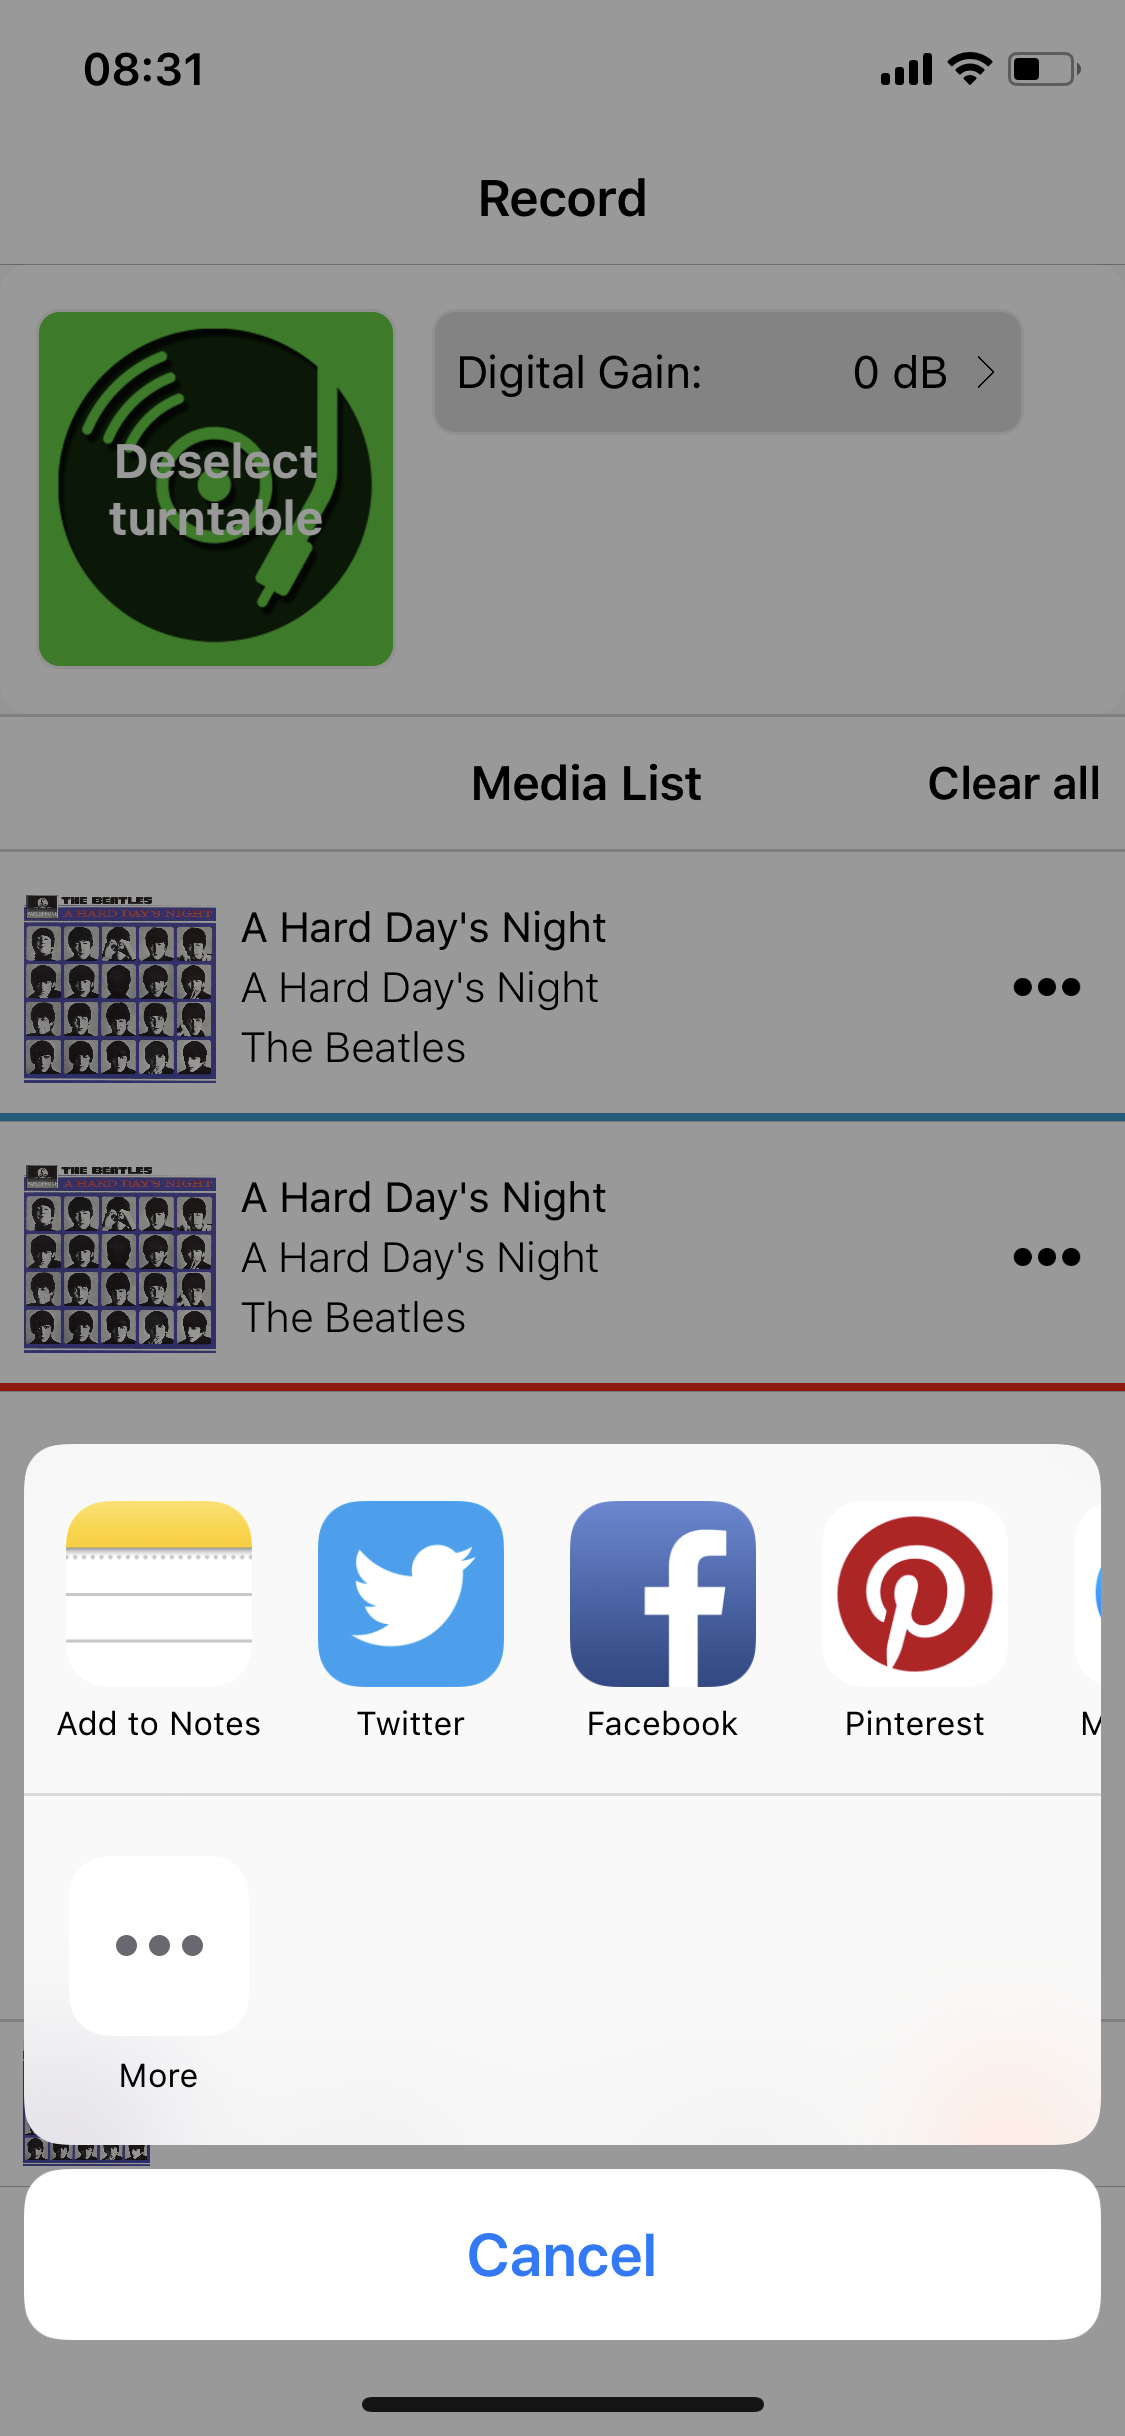 08:31
Record
Deselect
turntable
Digital Gain: 0 dB
Media List
Clear all
THE BEATLES
A HARD DAY'S NIGHT
A Hard Day's Night
A Hard Day's Night
The Beatles
THE BEATLES
A HARD DAY'S NIGHT
A Hard Day's Night
A Hard Day's Night
The Beatles
Add to Notes
Twitter
Facebook
Pinterest
M
More
Cancel